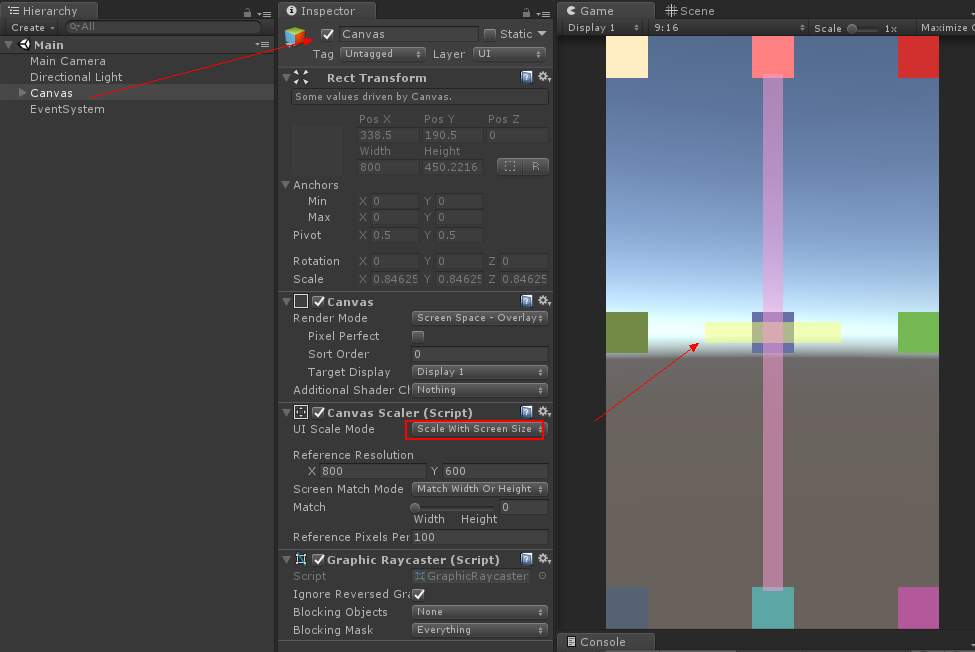 Hierarchy
Create
All
Main
Main Camera
Directional Light
Canvas
EventSystem
Inspector
Canvas
Static
Tag
Untagged
Layer
UI
Rect Transform
Some values driven by Canvas.
Pos X
Pos Y
Pos Z
338.5
190.5
0
Width
Height
800
450.2216
R
Anchors
Min
X 0
Y 0
Max
X 0
Y 0
Pivot
X 0.5
Y 0.5
Rotation
X 0
Y 0
Z 0
Scale
X 0.84625
Y 0.84625
Z 0.84625
Canvas
Render Mode
Screen Space - Overlay
Pixel Perfect
Sort Order
0
Target Display
Display 1
Additional Shader Ch
Nothing
Canvas Scaler (Script)
UI Scale Mode
Scale With Screen Size
Reference Resolution
X 800
Y 600
Screen Match Mode
Match Width Or Height
Match
0
Width
Height
Reference Pixels Per
100
Graphic Raycaster (Script)
Script
GraphicRaycaster
Ignore Reversed Gra
Blocking Objects
None
Blocking Mask
Everything
Game
Scene
Display 1
9:16
Scale
1x
Maximize
Console